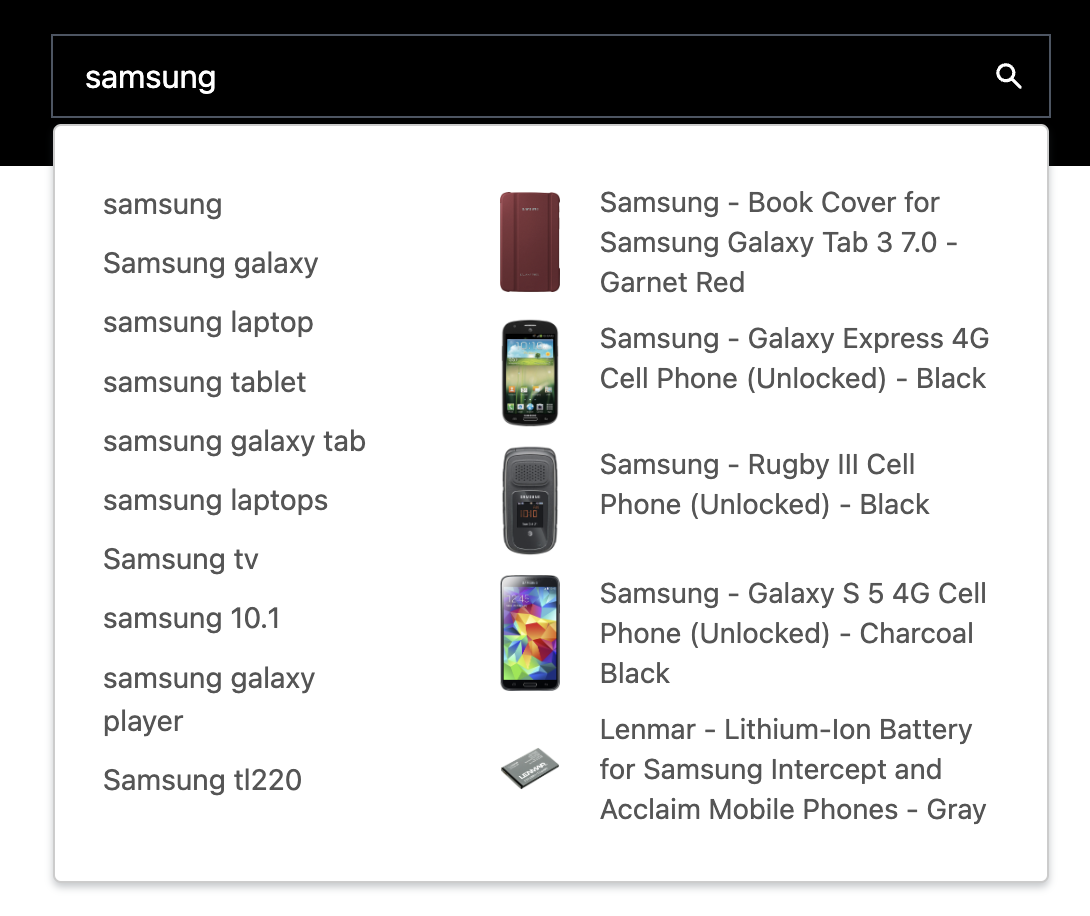 samsung
samsung
Samsung galaxy
samsung laptop
samsung tablet
samsung galaxy tab
samsung laptops
Samsung tv
samsung 10.1
samsung galaxy
player
Samsung tl220
Samsung - Book Cover for
Samsung Galaxy Tab 3 7.0 -
Garnet Red
Samsung - Galaxy Express 4G
Cell Phone (Unlocked) - Black
Samsung - Rugby III Cell
Phone (Unlocked) - Black
Samsung - Galaxy S 5 4G Cell
Phone (Unlocked) - Charcoal
Black
LENMAR
Lenmar - Lithium-Ion Battery
for Samsung Intercept and
Acclaim Mobile Phones - Gray